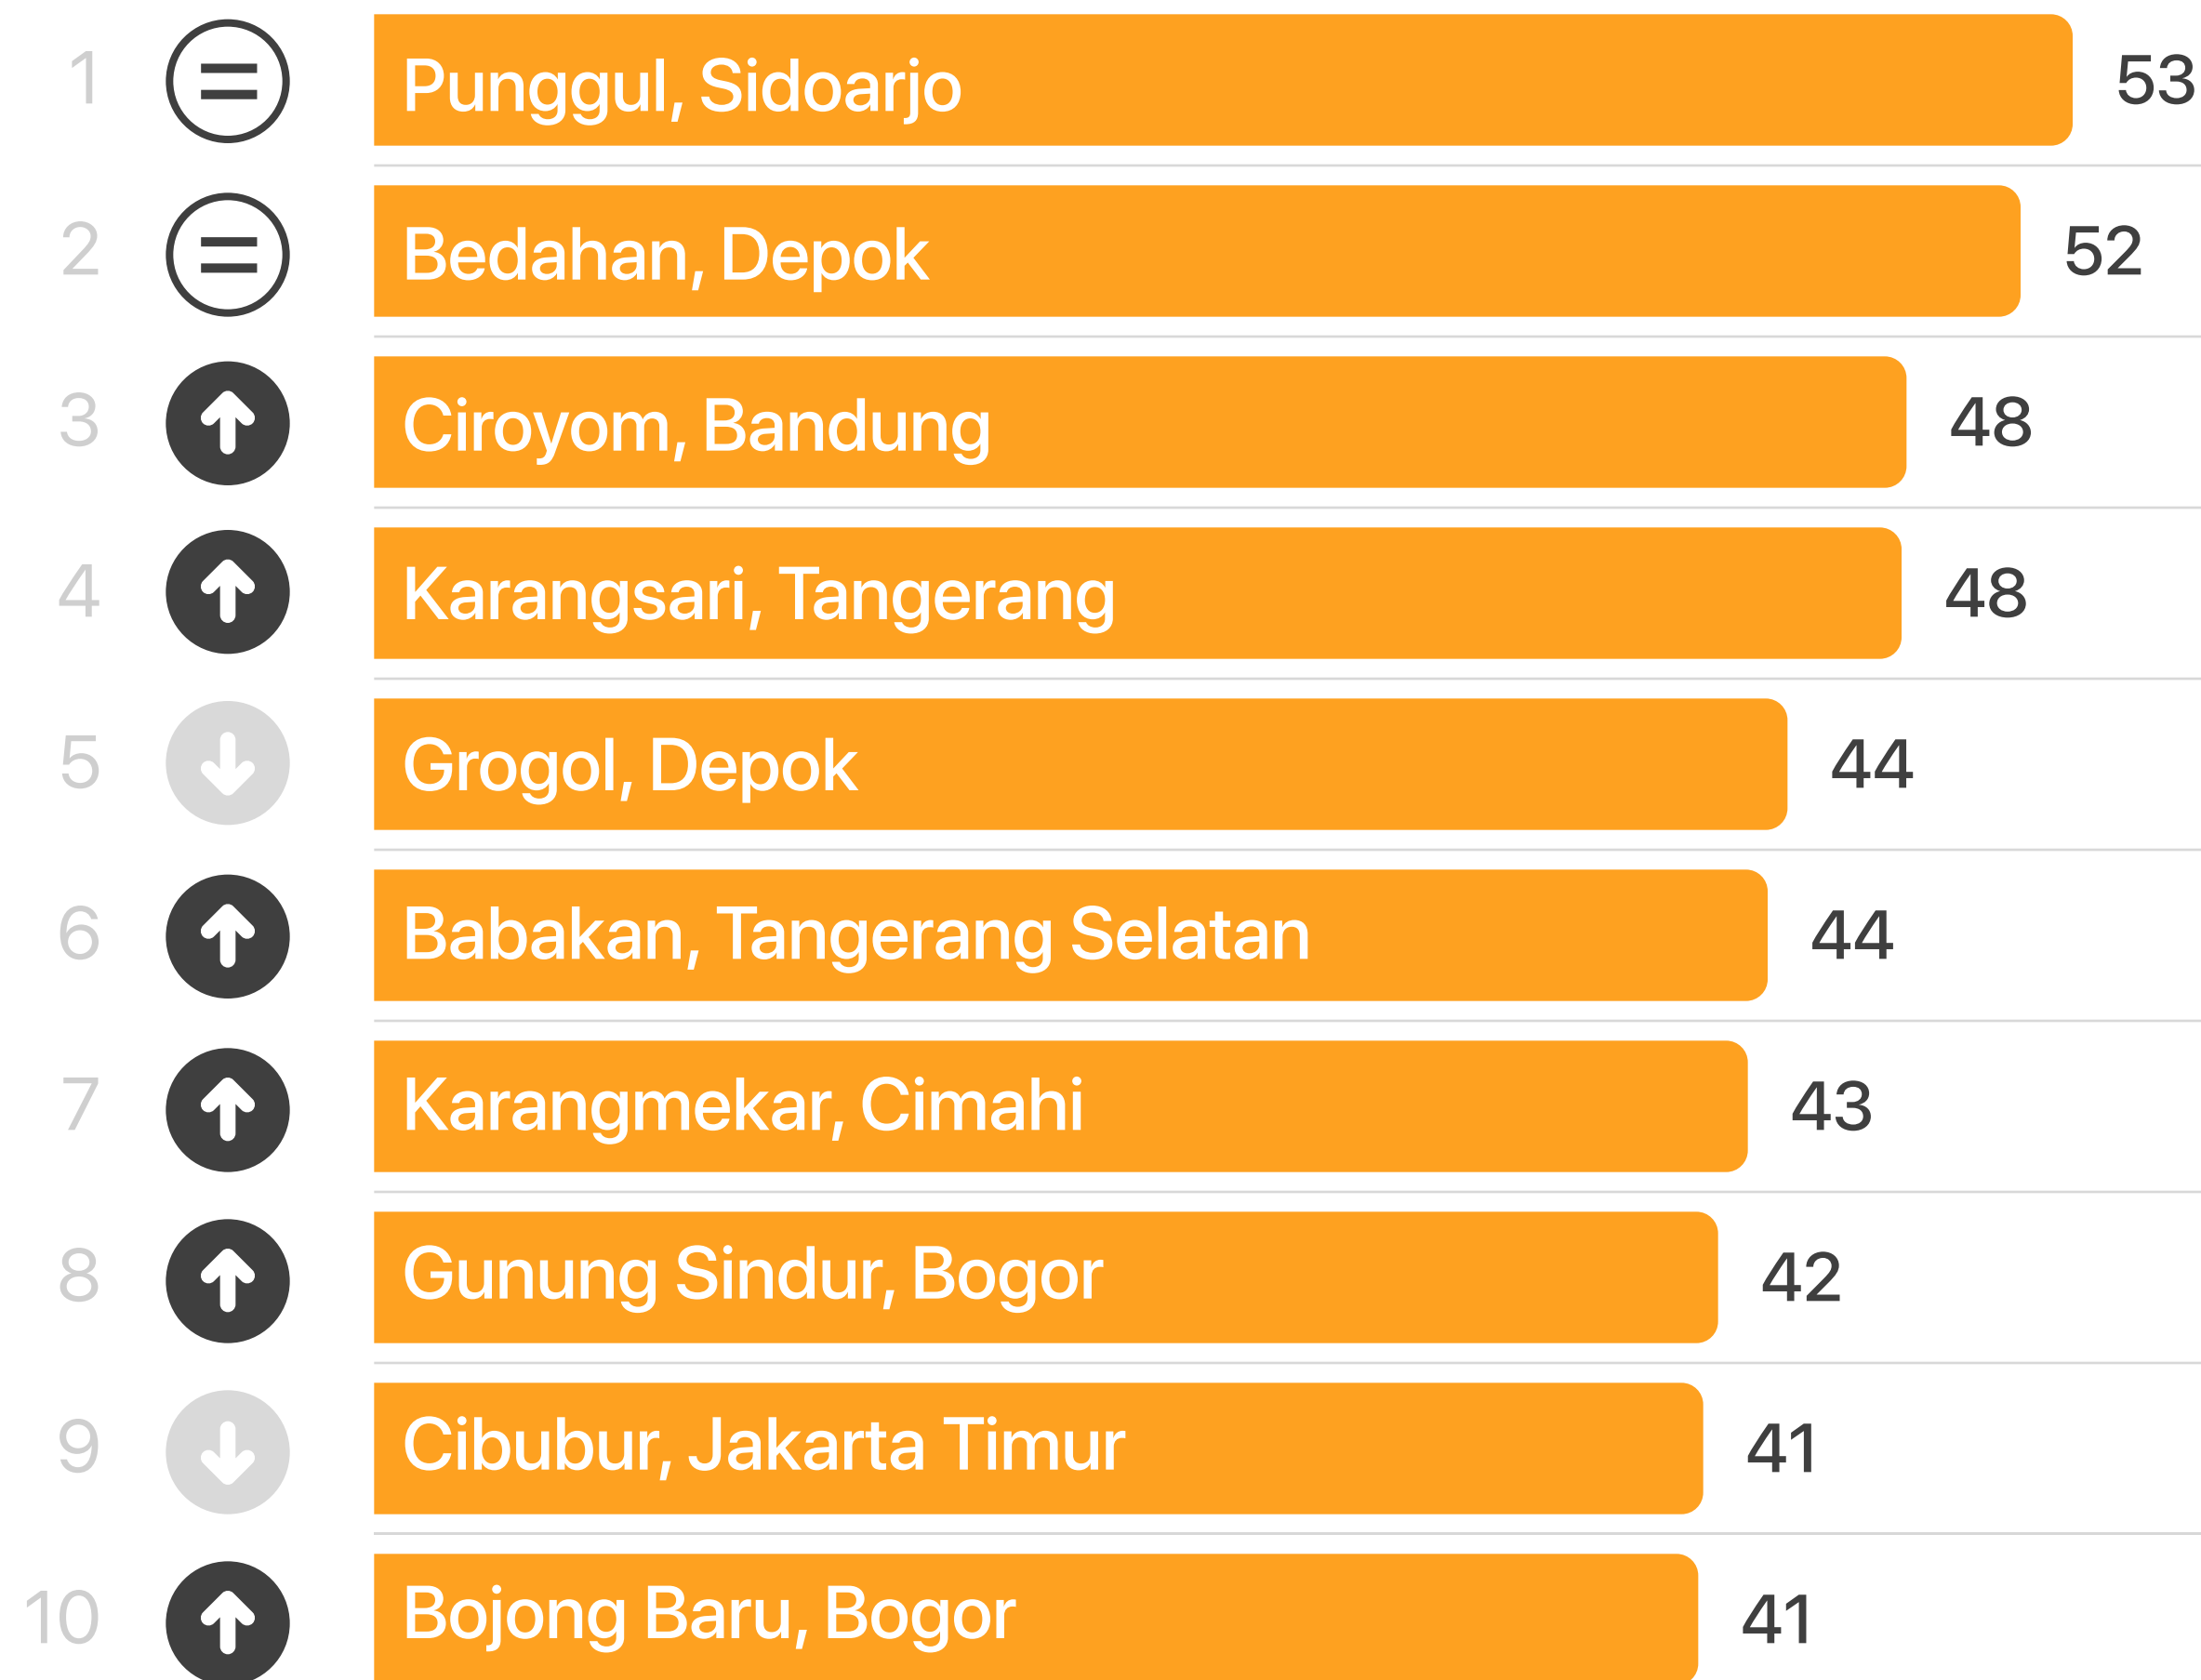 1 Punggul, Sidoarjo 53
2 Bedahan, Depok 52
3 Ciroyom, Bandung 48
4 Karangsari, Tangerang 48
5 Grogol, Depok 44
6 Babakan, Tangerang Selatan 44
7 Karangmekar, Cimahi 43
8 Gunung Sindur, Bogor 42
9 Cibubur, Jakarta Timur 41
10 Bojong Baru, Bogor 41